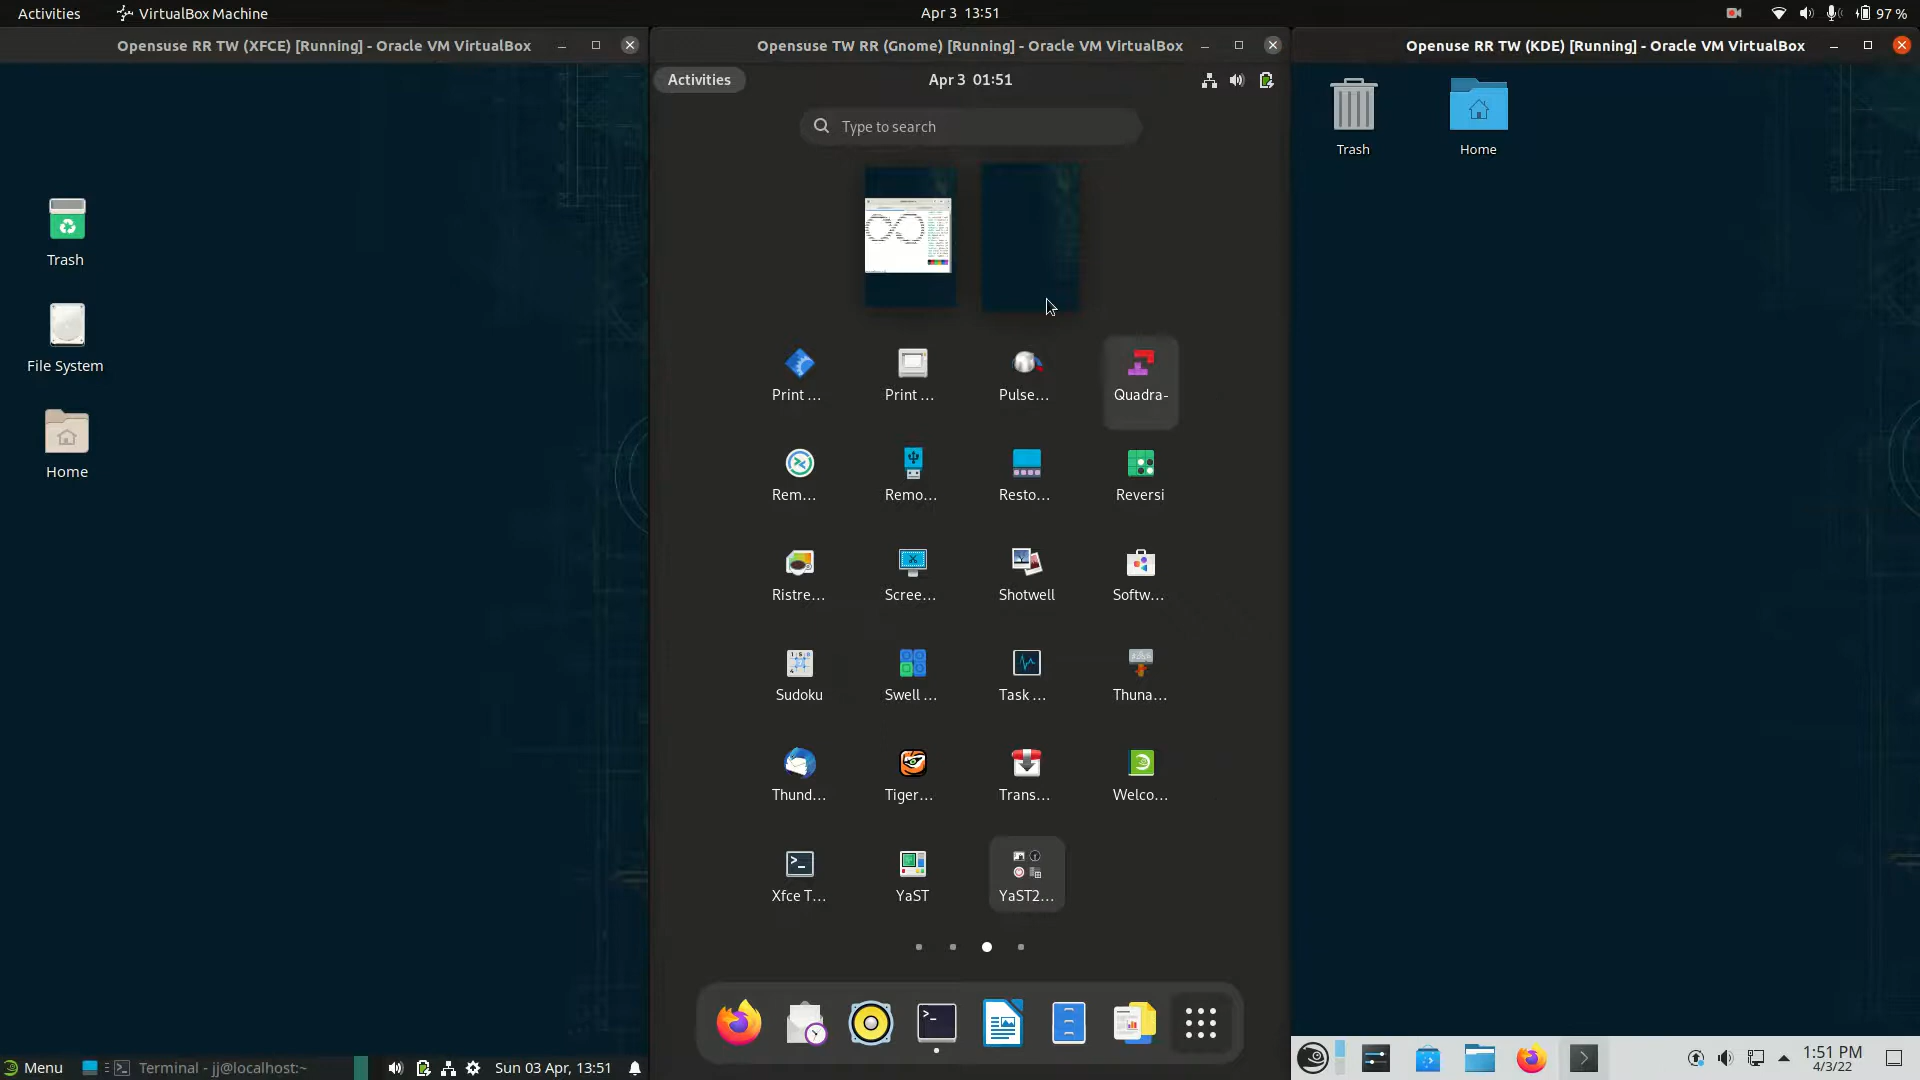 Activities
VirtualBox Machine
Apr 3 13:51
97 %
Opensuse RR TW (XFCE) [Running] - Oracle VM VirtualBox
Trash
File System
Home
Menu
Terminal - jj@localhost:~
Sun 03 Apr, 13:51
Opensuse TW RR (Gnome) [Running] - Oracle VM VirtualBox
Activities
Apr 3 01:51
Type to search
Print ...
Print ...
Pulse...
Quadra-
Rem...
Remo...
Resto...
Reversi
Ristre...
Scree...
Shotwell
Softw...
Sudoku
Swell ...
Task ...
Thuna...
Thund...
Tiger...
Trans...
Welco...
Xfce T...
YaST
YaST2...
Openuse RR TW (KDE) [Running] - Oracle VM VirtualBox
Trash
Home
1:51 PM
4/3/22